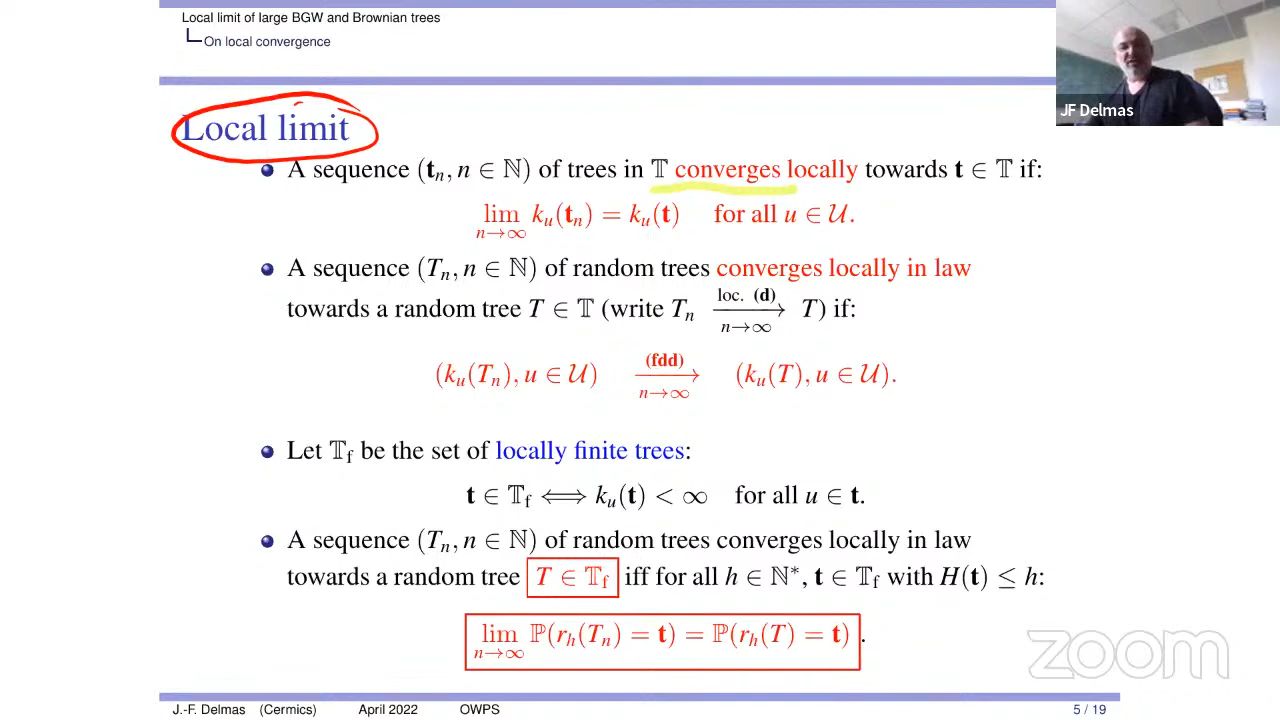 Local limit of large BGW and Brownian trees
On local convergence
JF Delmas
Local limit
A sequence (𝐭ₙ, n ∈ ℕ) of trees in 𝕋 converges locally towards 𝐭 ∈ 𝕋 if:
lim_{n→∞} kᵤ(𝐭ₙ) = kᵤ(𝐭) for all u ∈ 𝒰.
A sequence (Tₙ, n ∈ ℕ) of random trees converges locally in law
towards a random tree T ∈ 𝕋 (write Tₙ \xrightarrow[n→∞]{loc. (d)} T) if:
(kᵤ(Tₙ), u ∈ 𝒰) \xrightarrow[n→∞]{(fdd)} (kᵤ(T), u ∈ 𝒰).
Let 𝕋_f be the set of locally finite trees:
𝐭 ∈ 𝕋_f ⟺ kᵤ(𝐭) < ∞ for all u ∈ 𝐭.
A sequence (Tₙ, n ∈ ℕ) of random trees converges locally in law
towards a random tree T ∈ 𝕋_f iff for all h ∈ ℕ*, 𝐭 ∈ 𝕋_f with H(𝐭) ≤ h:
lim_{n→∞} ℙ(r_h(Tₙ) = 𝐭) = ℙ(r_h(T) = 𝐭).
zoom
J.-F. Delmas (Cermics) April 2022 OWPS 5 / 19